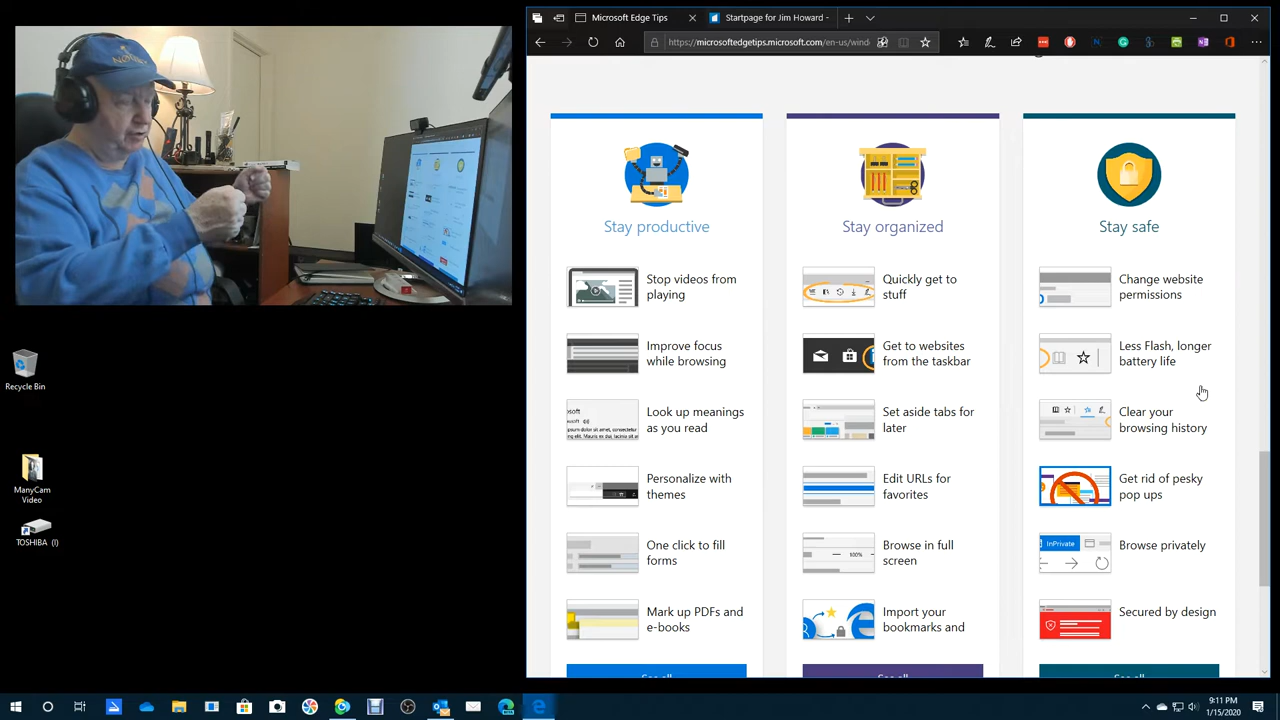 Microsoft Edge Tips
Startpage for Jim Howard -
https://microsoftedgetips.microsoft.com/en-us/wind
Stay productive
Stop videos from
playing
Improve focus
while browsing
Look up meanings
as you read
Personalize with
themes
One click to fill
forms
Mark up PDFs and
e-books
Stay organized
Quickly get to
stuff
Get to websites
from the taskbar
Set aside tabs for
later
Edit URLs for
favorites
100%
Browse in full
screen
Import your
bookmarks and
Stay safe
Change website
permissions
Less Flash, longer
battery life
Clear your
browsing history
Get rid of pesky
pop ups
InPrivate
Browse privately
Secured by design
Recycle Bin
ManyCam
Video
TOSHIBA (I)
9:11 PM
1/15/2020